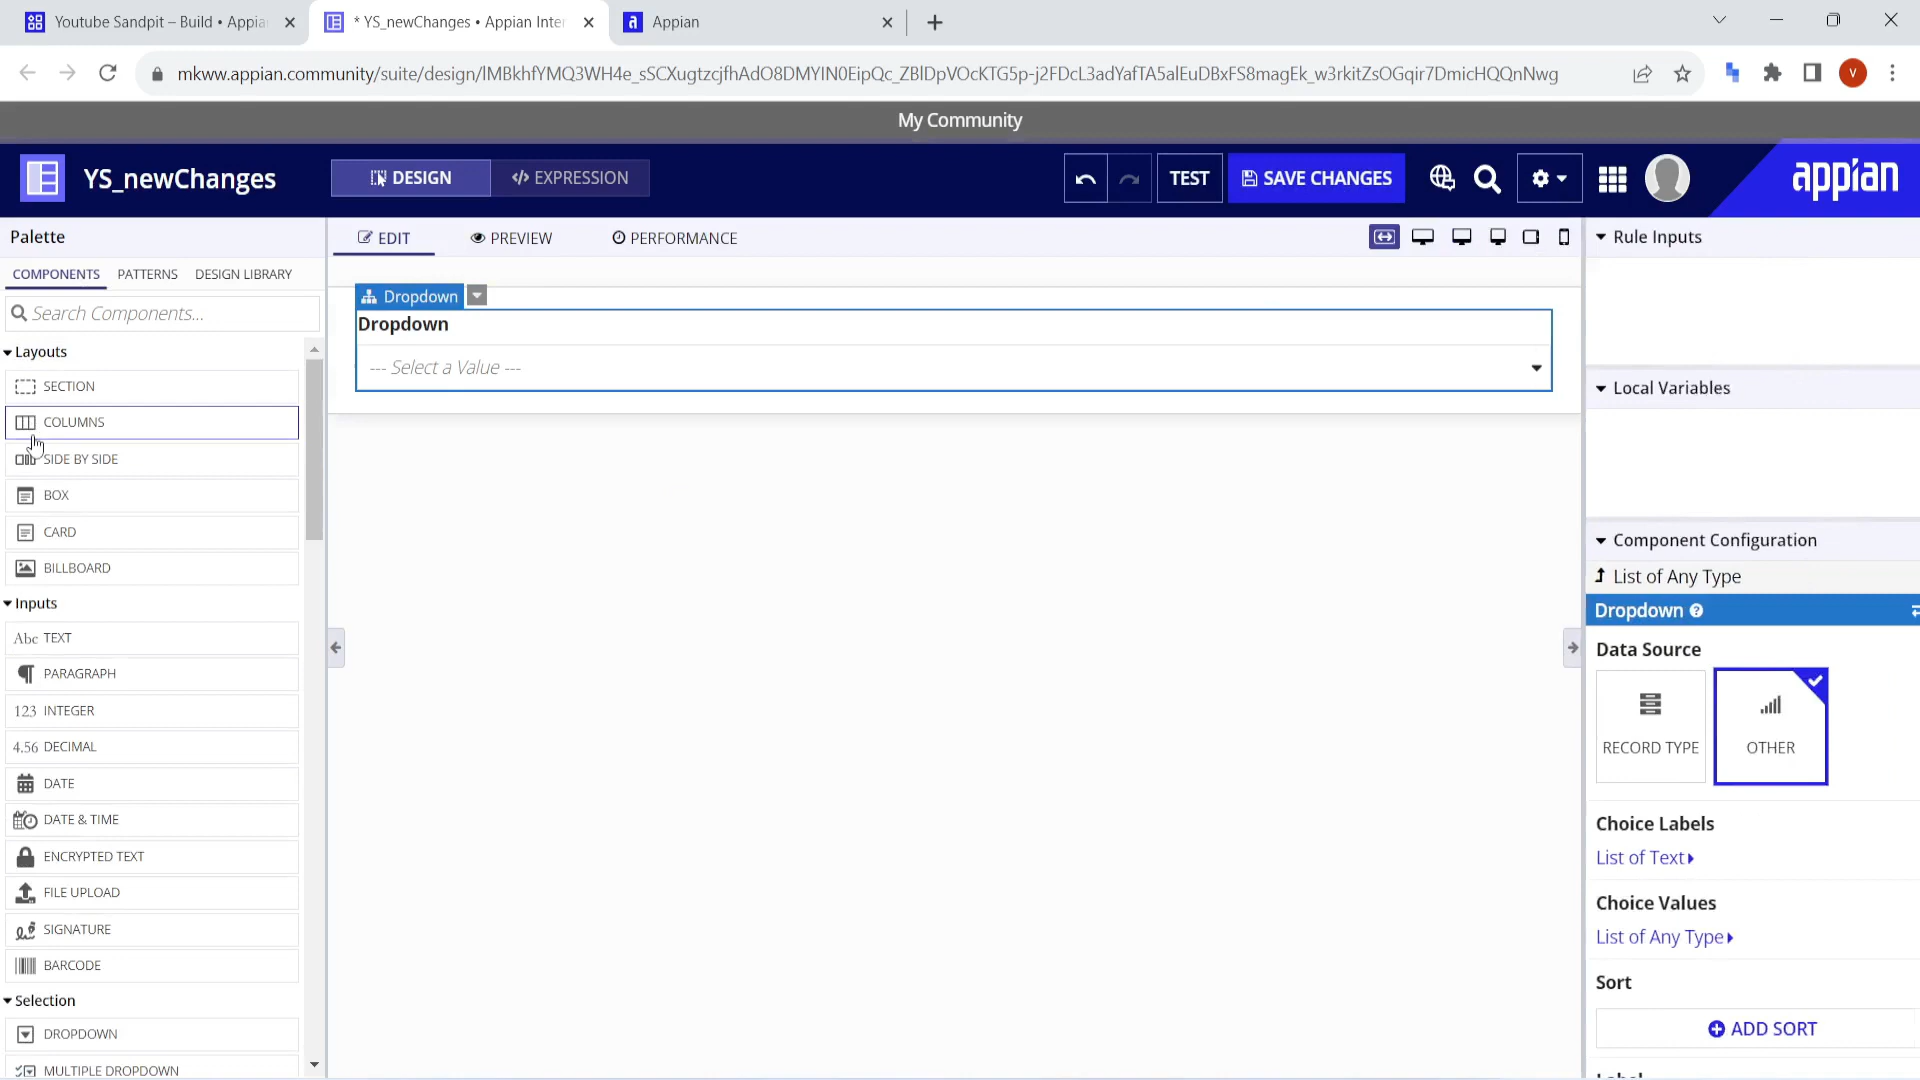 Youtube Sandpit – Build • Appia
* YS_newChanges • Appian Inte
a Appian
mkww.appian.community/suite/design/
My Community
YS_newChanges
DESIGN
</> EXPRESSION
TEST
SAVE CHANGES
appian
Palette
EDIT
PREVIEW
PERFORMANCE
Rule Inputs
COMPONENTS
PATTERNS
DESIGN LIBRARY
Search Components...
Dropdown
Dropdown
--- Select a Value ---
Layouts
SECTION
COLUMNS
SIDE BY SIDE
BOX
CARD
BILLBOARD
Inputs
Abc TEXT
PARAGRAPH
123 INTEGER
4.56 DECIMAL
DATE
DATE & TIME
ENCRYPTED TEXT
FILE UPLOAD
SIGNATURE
BARCODE
Selection
DROPDOWN
MULTIPLE DROPDOWN
Local Variables
Component Configuration
List of Any Type
Dropdown ?
Data Source
RECORD TYPE
OTHER
Choice Labels
List of Text
Choice Values
List of Any Type
Sort
ADD SORT
V